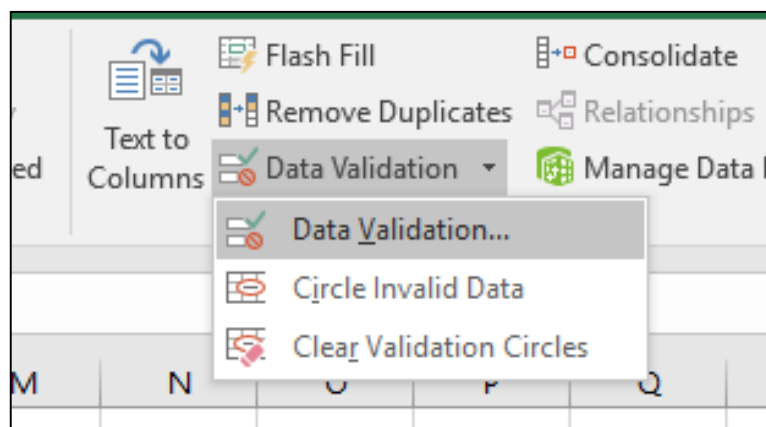 Flash Fill
Consolidate
Remove Duplicates
Relationships
Text to
Columns
ed
Data Validation
Manage Data
Data Validation...
Circle Invalid Data
Clear Validation Circles
M N O P Q